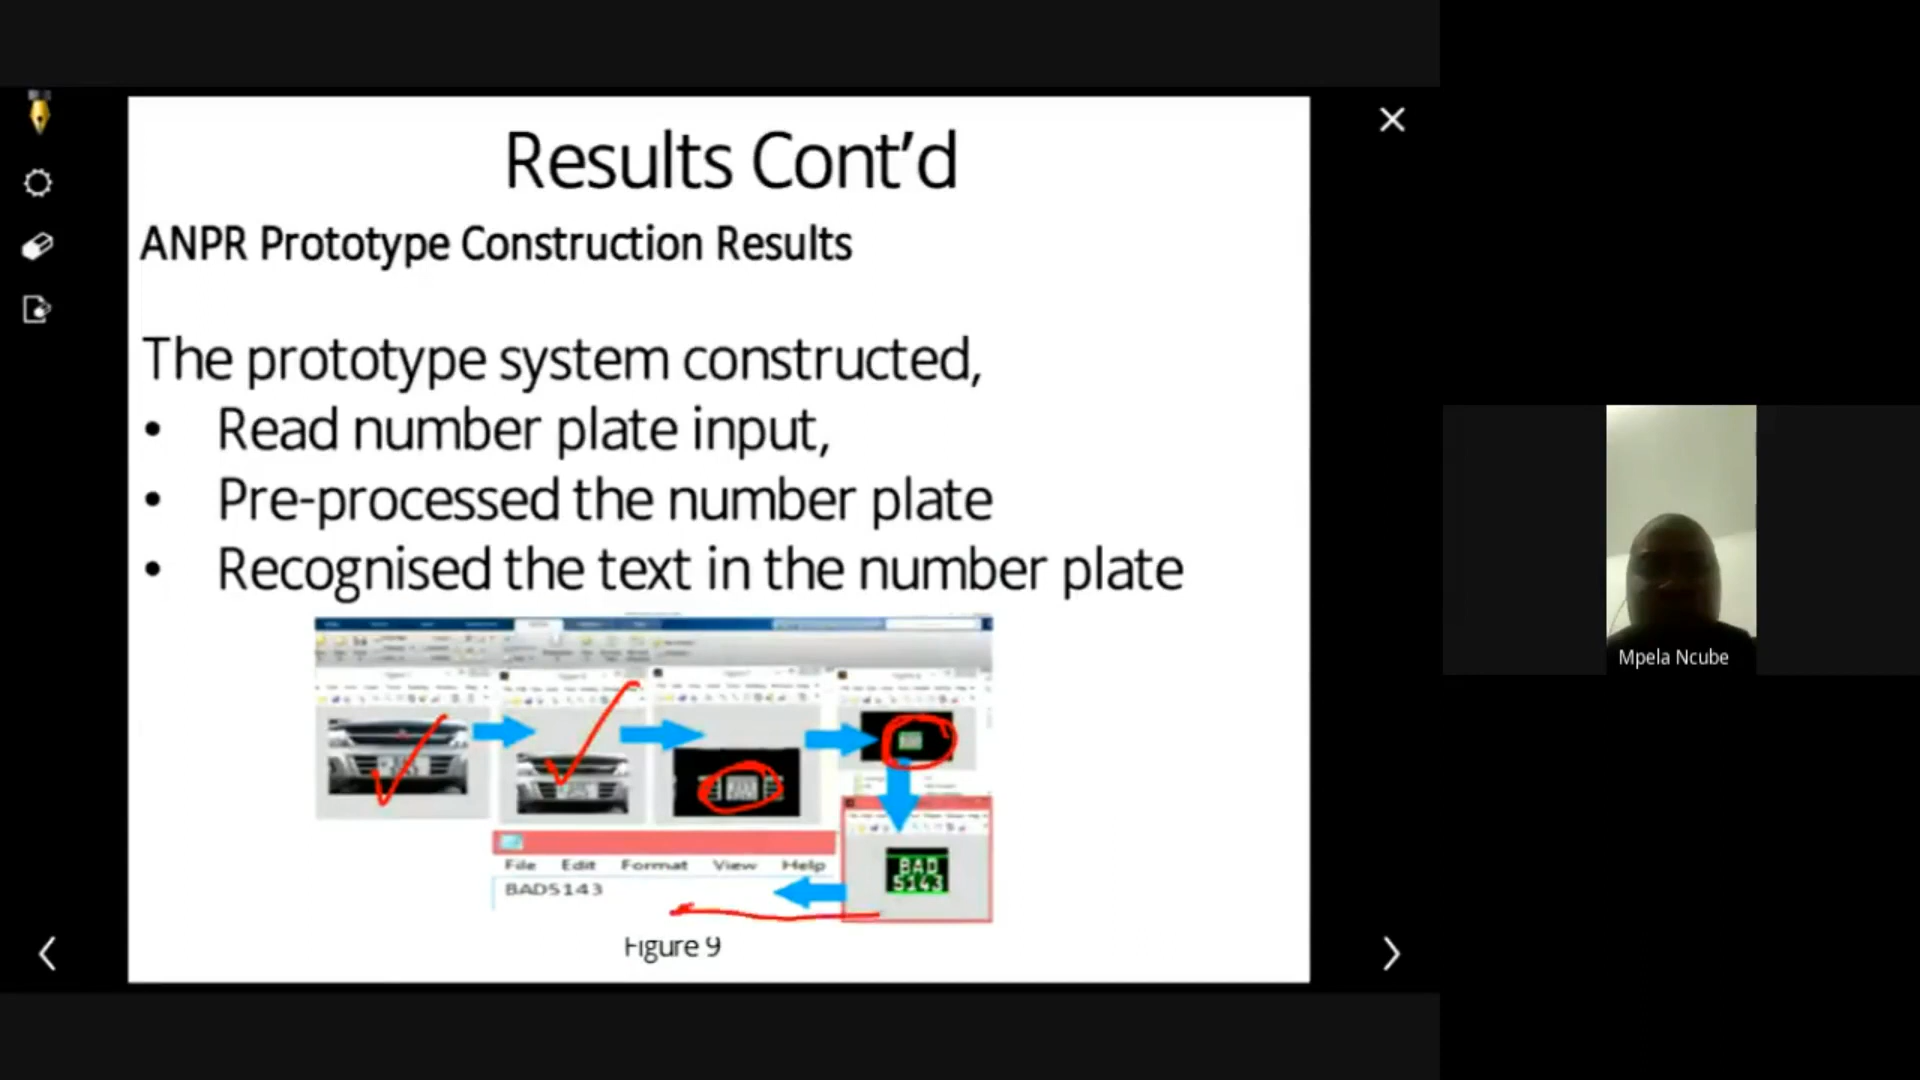 Results Cont’d
ANPR Prototype Construction Results
The prototype system constructed,
• Read number plate input,
• Pre-processed the number plate
• Recognised the text in the number plate
BAD
5143
File Edit Format View Help
BAD5143
Figure 9
Mpela Ncube